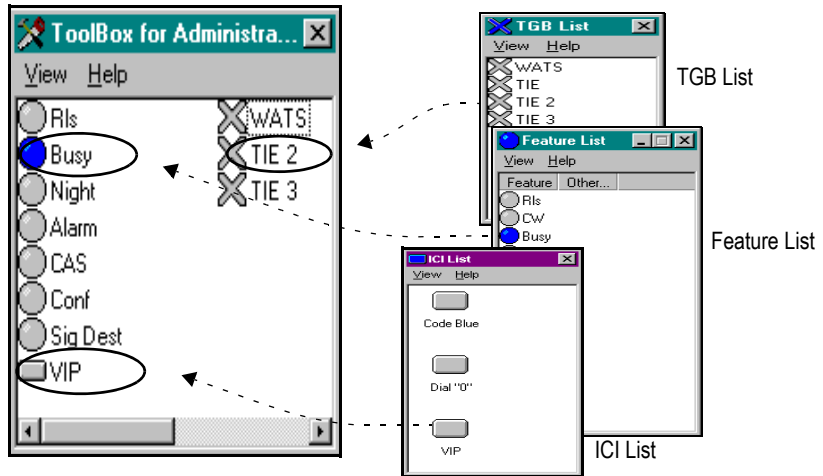 ToolBox for Administra...
View Help
Rls
Busy
Night
Alarm
CAS
Conf
Sig Dest
VIP
WATS
TIE 2
TIE 3
TGB List
View Help
WATS
TIE
TIE 2
TIE 3
TGB List
Feature List
View Help
Feature Other...
Rls
CW
Busy
Feature List
ICI List
View Help
Code Blue
Dial "0"
VIP
ICI List